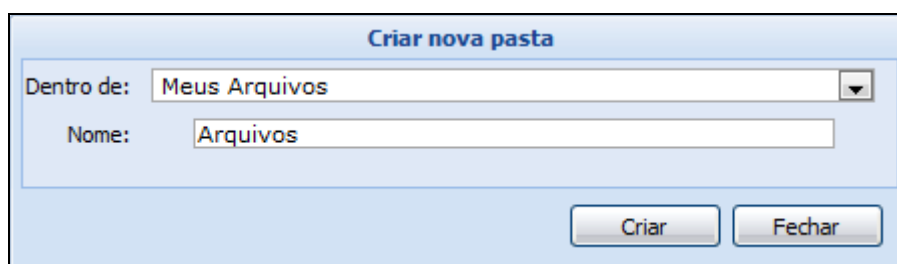 Criar nova pasta
Dentro de: Meus Arquivos
Nome: Arquivos
Criar Fechar